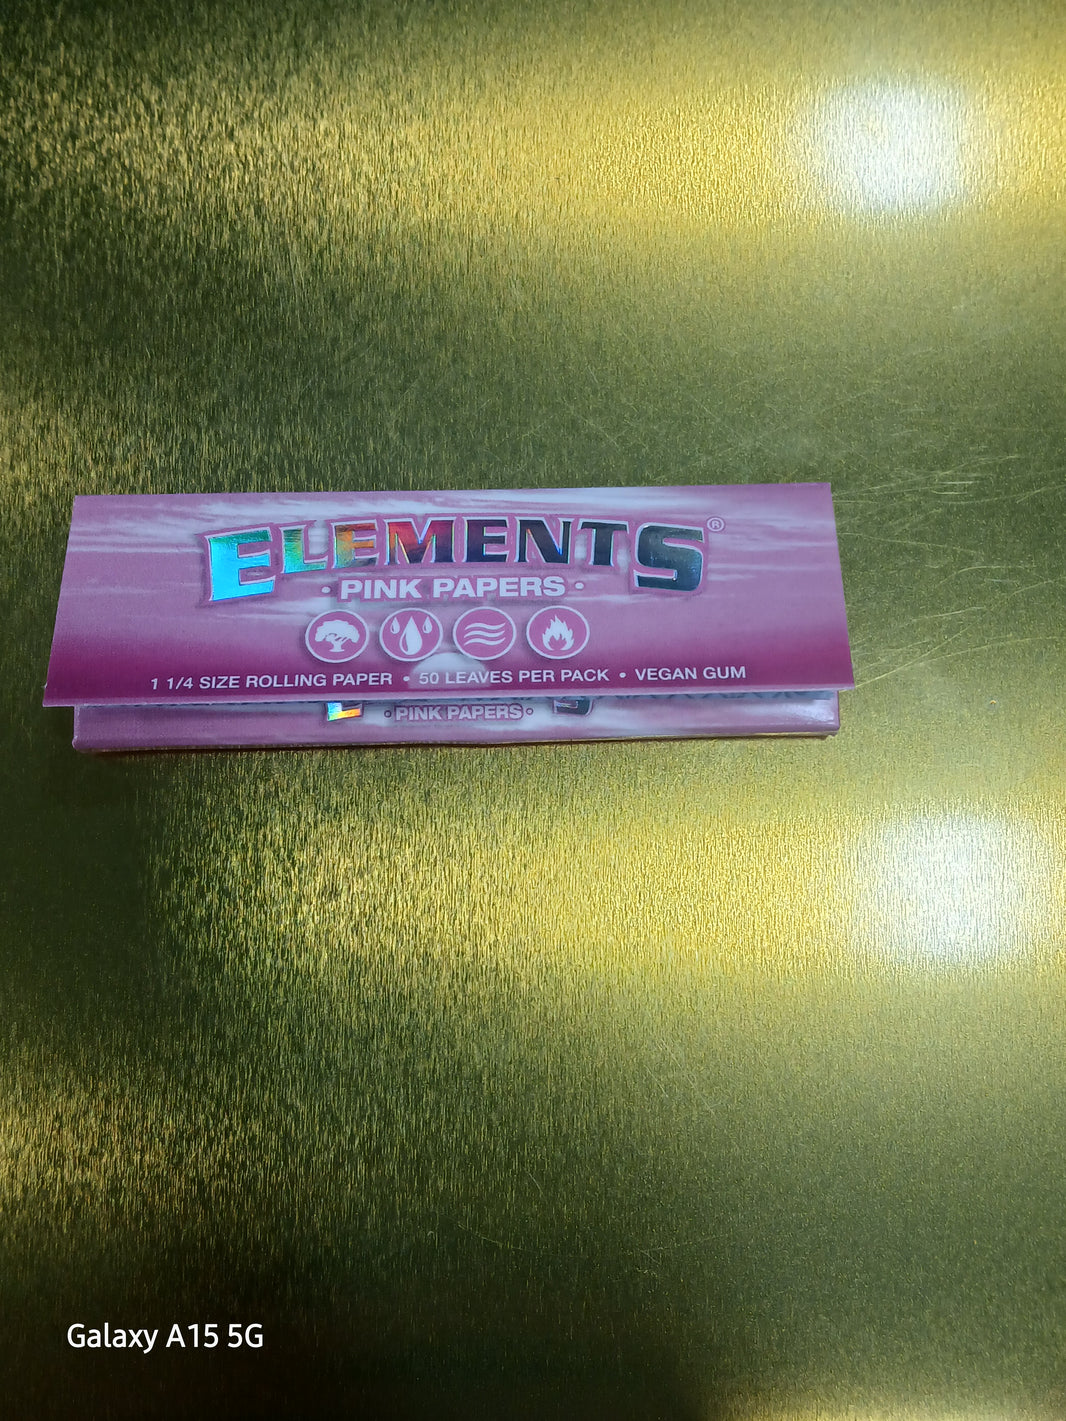 ELEMENTS®
• PINK PAPERS •
1 1/4 SIZE ROLLING PAPER • 50 LEAVES PER PACK • VEGAN GUM
• PINK PAPERS •
Galaxy A15 5G